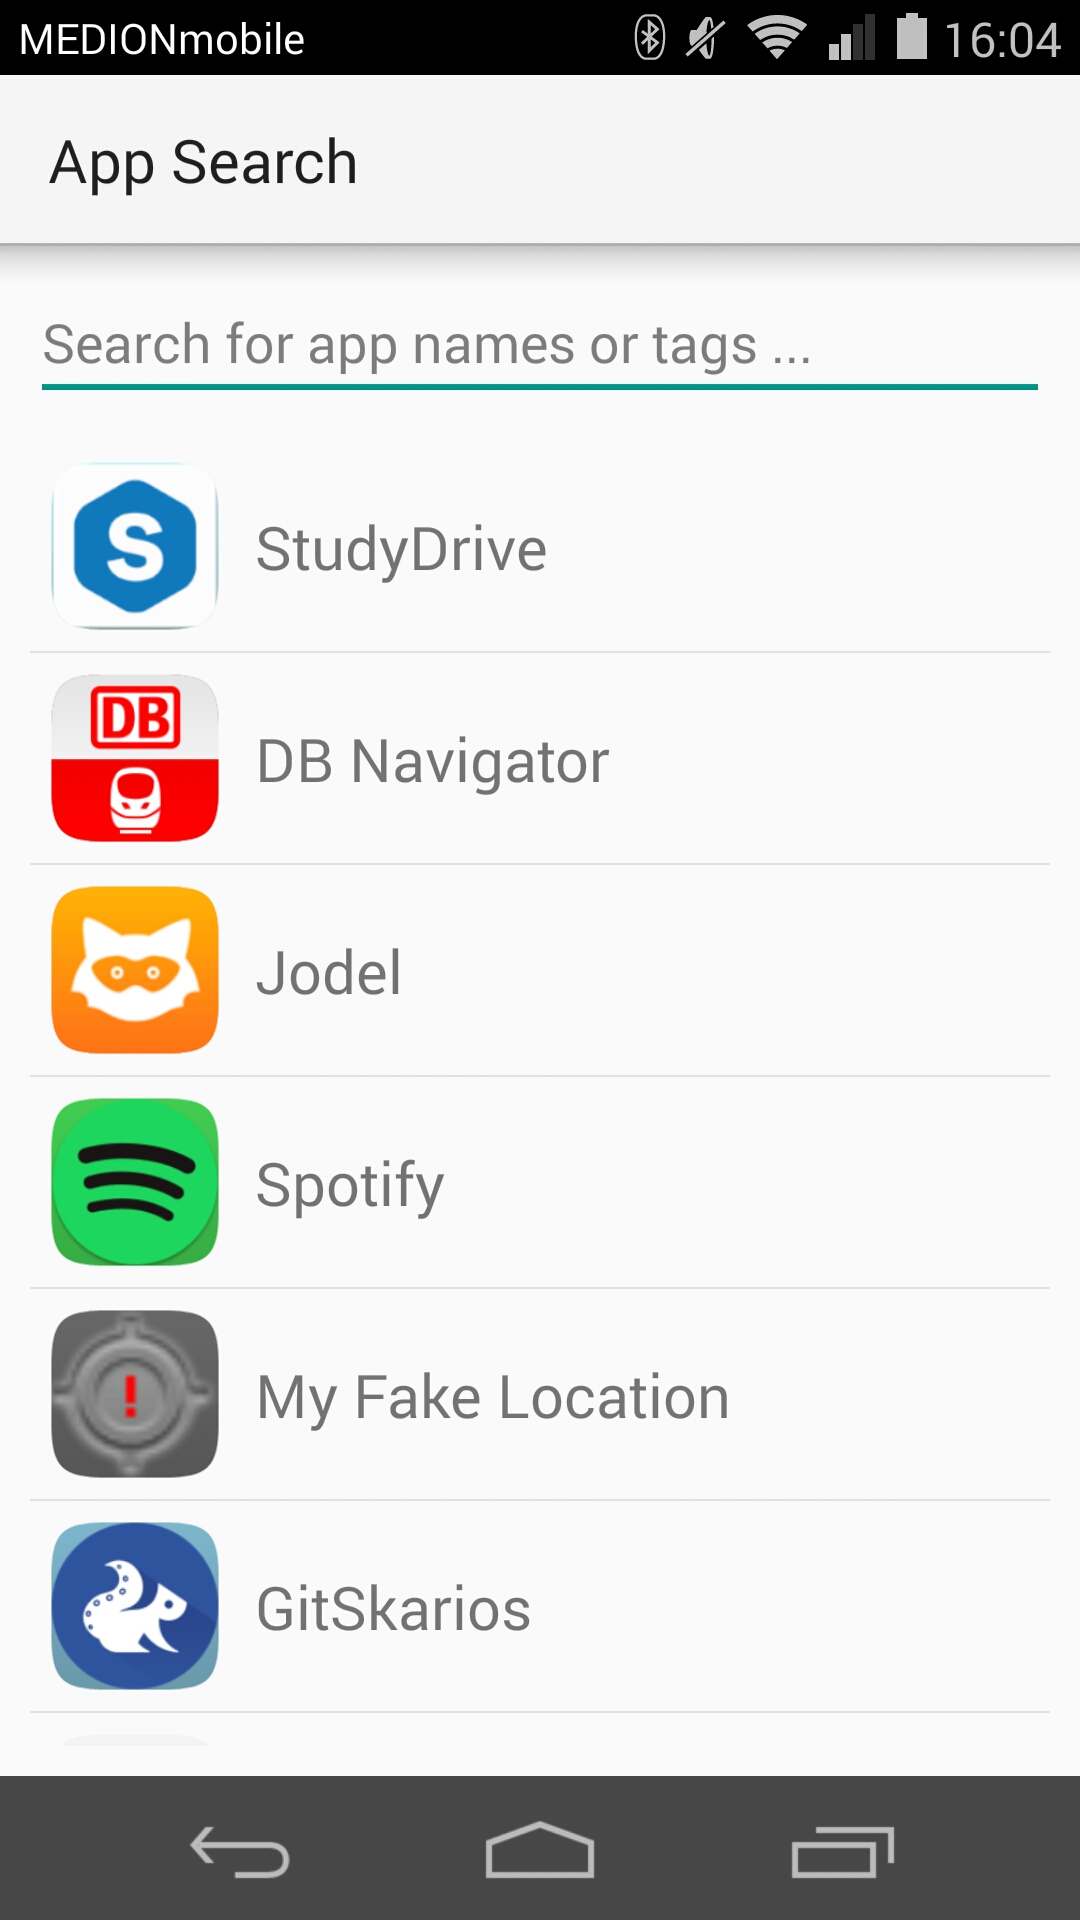 MEDIONmobile 16:04
App Search
Search for app names or tags ...
S StudyDrive
DB
DB Navigator
Jodel
Spotify
! My Fake Location
GitSkarios